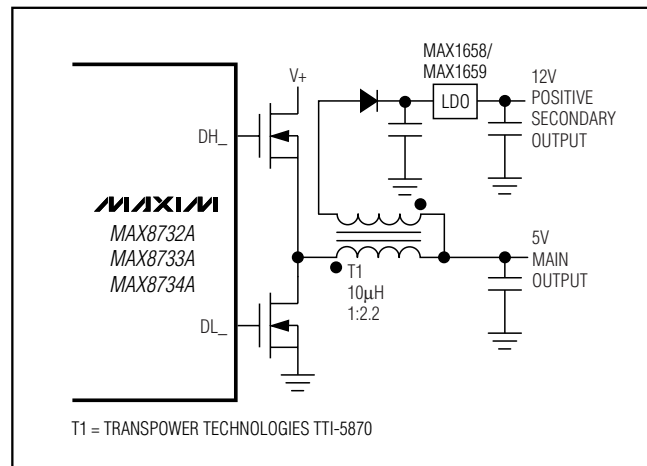 MAX1658/
MAX1659
V+
LDO
12V
POSITIVE
SECONDARY
OUTPUT
DH_
MAXIM
MAX8732A
MAX8733A
MAX8734A
T1
10μH
1:2.2
5V
MAIN
OUTPUT
DL_
T1 = TRANSPOWER TECHNOLOGIES TTI-5870